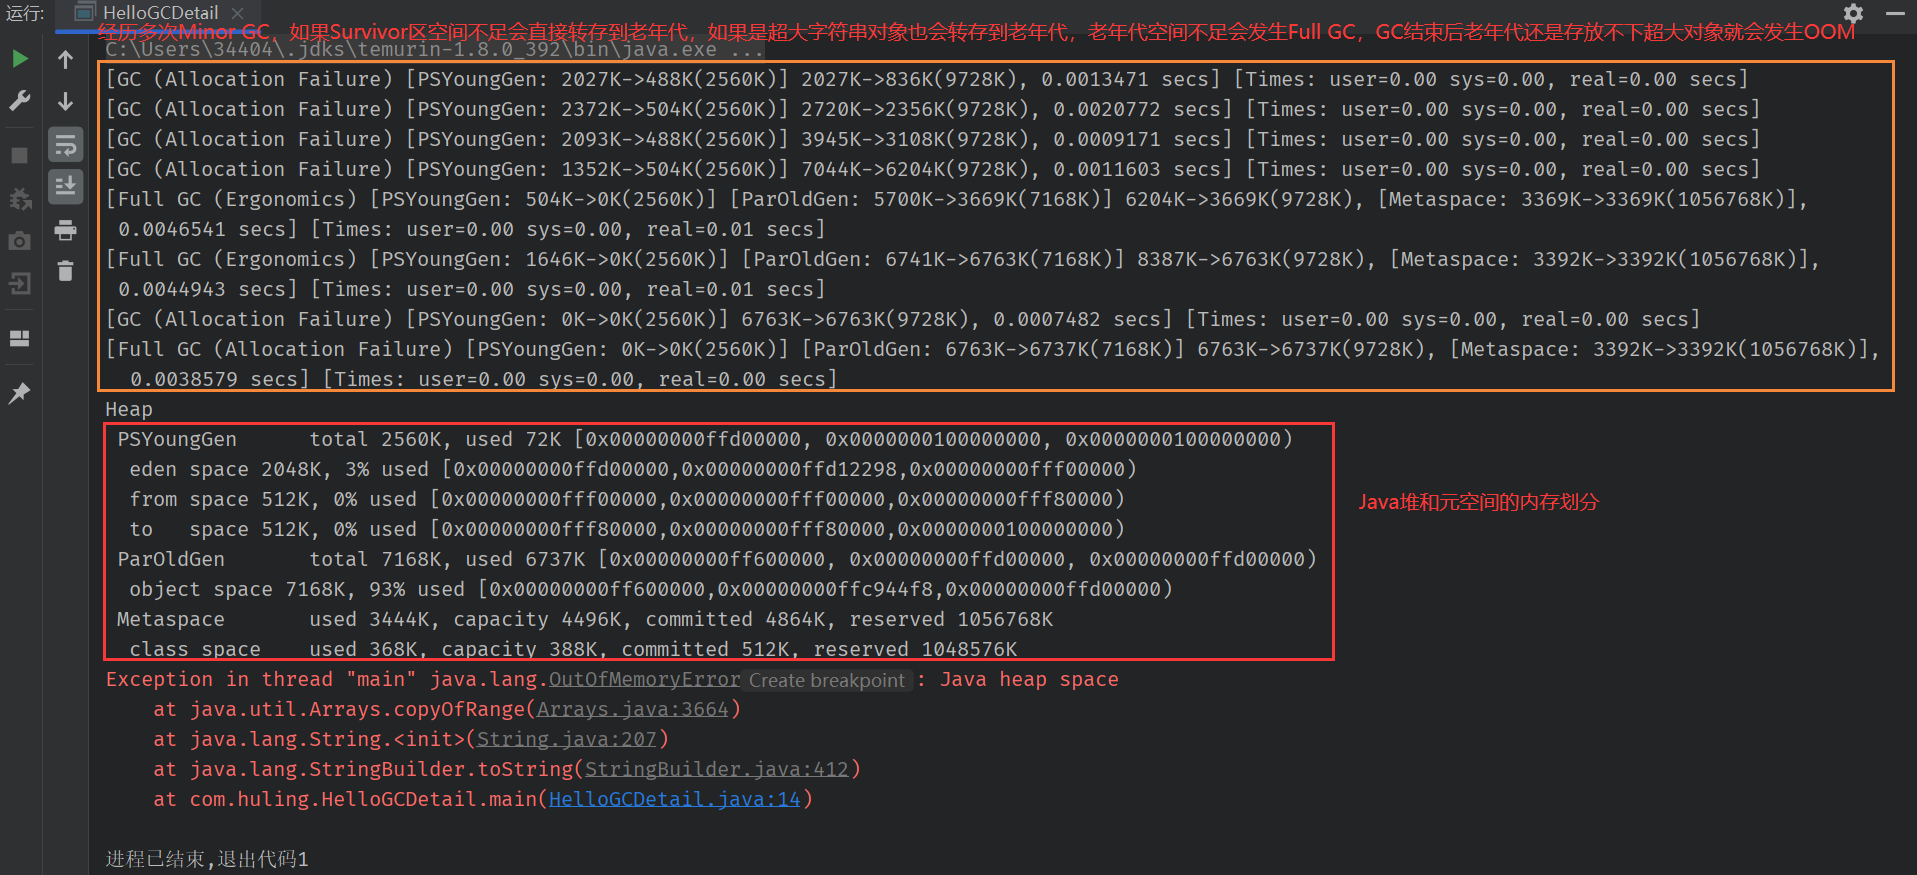 运行: HelloGCDetail
经历多次Minor GC，如果Survivor区空间不足会直接转存到老年代，如果是超大字符串对象也会转存到老年代，老年代空间不足会发生Full GC，GC结束后老年代还是存放不下超大对象就会发生OOM
C:\Users\34404\.jdks\temurin-1.8.0_392\bin\java.exe ...
[GC (Allocation Failure) [PSYoungGen: 2027K->488K(2560K)] 2027K->836K(9728K), 0.0013471 secs] [Times: user=0.00 sys=0.00, real=0.00 secs]
[GC (Allocation Failure) [PSYoungGen: 2372K->504K(2560K)] 2720K->2356K(9728K), 0.0020772 secs] [Times: user=0.00 sys=0.00, real=0.00 secs]
[GC (Allocation Failure) [PSYoungGen: 2093K->488K(2560K)] 3945K->3108K(9728K), 0.0009171 secs] [Times: user=0.00 sys=0.00, real=0.00 secs]
[GC (Allocation Failure) [PSYoungGen: 1352K->504K(2560K)] 7044K->6204K(9728K), 0.0011603 secs] [Times: user=0.00 sys=0.00, real=0.00 secs]
[Full GC (Ergonomics) [PSYoungGen: 504K->0K(2560K)] [ParOldGen: 5700K->3669K(7168K)] 6204K->3669K(9728K), [Metaspace: 3369K->3369K(1056768K)],
0.0046541 secs] [Times: user=0.00 sys=0.00, real=0.01 secs]
[Full GC (Ergonomics) [PSYoungGen: 1646K->0K(2560K)] [ParOldGen: 6741K->6763K(7168K)] 8387K->6763K(9728K), [Metaspace: 3392K->3392K(1056768K)],
0.0044943 secs] [Times: user=0.00 sys=0.00, real=0.01 secs]
[GC (Allocation Failure) [PSYoungGen: 0K->0K(2560K)] 6763K->6763K(9728K), 0.0007482 secs] [Times: user=0.00 sys=0.00, real=0.00 secs]
[Full GC (Allocation Failure) [PSYoungGen: 0K->0K(2560K)] [ParOldGen: 6763K->6737K(7168K)] 6763K->6737K(9728K), [Metaspace: 3392K->3392K(1056768K)],
0.0038579 secs] [Times: user=0.00 sys=0.00, real=0.00 secs]
Heap
PSYoungGen      total 2560K, used 72K [0x00000000ffd00000, 0x0000000100000000, 0x0000000100000000)
eden space 2048K, 3% used [0x00000000ffd00000,0x00000000ffd12298,0x00000000fff00000)
from space 512K, 0% used [0x00000000fff00000,0x00000000fff00000,0x00000000fff80000)
Java堆和元空间的内存划分
to   space 512K, 0% used [0x00000000fff80000,0x00000000fff80000,0x0000000100000000)
ParOldGen       total 7168K, used 6737K [0x00000000ff600000, 0x00000000ffd00000, 0x00000000ffd00000)
object space 7168K, 93% used [0x00000000ff600000,0x00000000ffc944f8,0x00000000ffd00000)
Metaspace       used 3444K, capacity 4496K, committed 4864K, reserved 1056768K
class space    used 368K, capacity 388K, committed 512K, reserved 1048576K
Exception in thread "main" java.lang.OutOfMemoryError Create breakpoint : Java heap space
at java.util.Arrays.copyOfRange(Arrays.java:3664)
at java.lang.String.<init>(String.java:207)
at java.lang.StringBuilder.toString(StringBuilder.java:412)
at com.huling.HelloGCDetail.main(HelloGCDetail.java:14)
进程已结束,退出代码1